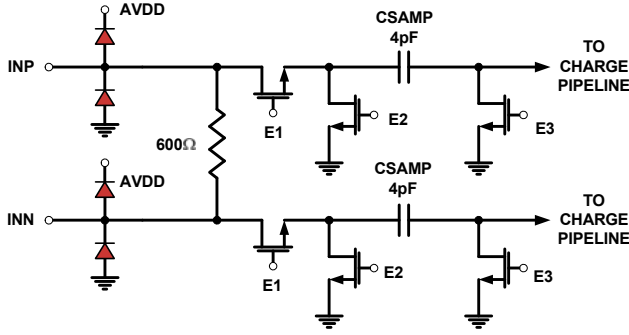 AVDD
CSAMP
4pF
TO
CHARGE
PIPELINE
INP
E1
E2
E3
600Ω
CSAMP
4pF
AVDD
TO
CHARGE
PIPELINE
INN
E1
E2
E3